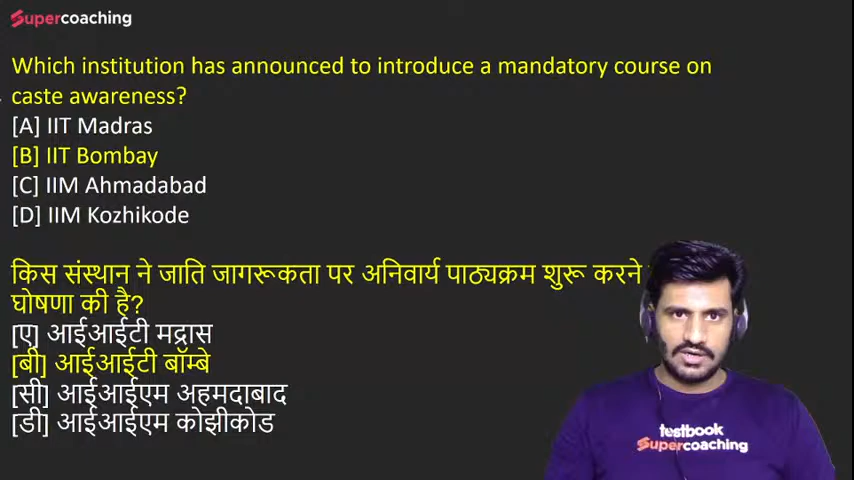 Supercoaching
Which institution has announced to introduce a mandatory course on
caste awareness?
[A] IIT Madras
[B] IIT Bombay
[C] IIM Ahmadabad
[D] IIM Kozhikode
किस संस्थान ने जाति जागरूकता पर अनिवार्य पाठ्यक्रम शुरू करने
घोषणा की है?
[ए] आईआईटी मद्रास
[बी] आईआईटी बॉम्बे
[सी] आईआईएम अहमदाबाद
[डी] आईआईएम कोझीकोड
testbook
Supercoaching